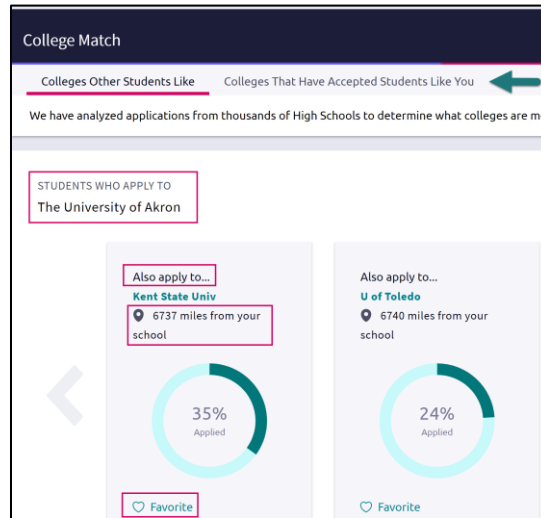 College Match
Colleges Other Students Like
Colleges That Have Accepted Students Like You
We have analyzed applications from thousands of High Schools to determine what colleges are
STUDENTS WHO APPLY TO
The University of Akron
Also apply to...
Kent State Univ
6737 miles from your
school
35%
Applied
Favorite
Also apply to...
U of Toledo
6740 miles from your
school
24%
Applied
Favorite